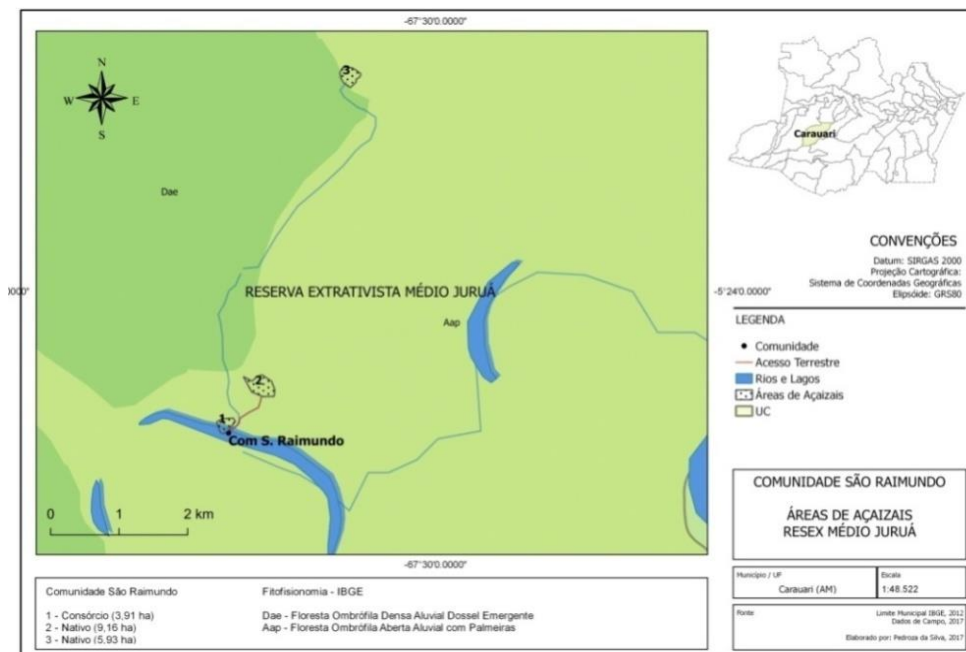 -67°30'0.0000"
N
W E
S
3
Dae
RESERVA EXTRATIVISTA MÉDIO JURUÁ
Aap
2
1
Com S. Raimundo
0 1 2 km
0000"
-5°24'0.0000"
-67°30'0.0000"
Carauari
CONVENÇÕES
Datum: SIRGAS 2000
Projeção Cartográfica:
Sistema de Coordenadas Geográficas
Elipsóide: GRS80
LEGENDA
Comunidade
Acesso Terrestre
Rios e Lagos
Áreas de Açaizais
UC
COMUNIDADE SÃO RAIMUNDO
ÁREAS DE AÇAIZAIS
RESEX MÉDIO JURUÁ
Município / UF
Carauari (AM)
Escala
1:48.522
Fonte
Limite Municipal IBGE, 2012
Dados de Campo, 2017
Elaborado por: Pedroza da Silva, 2017
Comunidade São Raimundo
1 - Consórcio (3,91 ha)
2 - Nativo (9,16 ha)
3 - Nativo (5,93 ha)
Fitofisionomia - IBGE
Dae - Floresta Ombrófila Densa Aluvial Dossel Emergente
Aap - Floresta Ombrófila Aberta Aluvial com Palmeiras